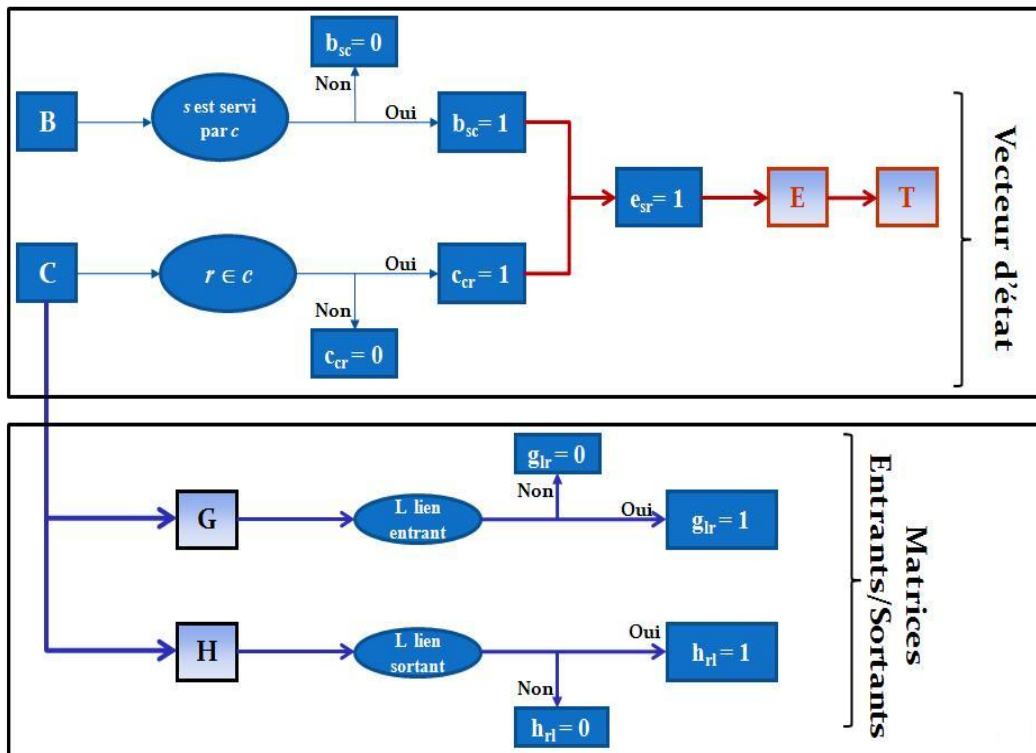 b_sc = 0
Non
B
s est servi
par c
Oui
b_sc = 1
e_sr = 1
E
T
C
r ∈ c
Oui
c_cr = 1
Non
c_cr = 0
Vecteur d'état
g_lr = 0
Non
G
L lien
entrant
Oui
g_lr = 1
H
L lien
sortant
Oui
h_rl = 1
Non
h_rl = 0
Matrices
Entrants/Sortants